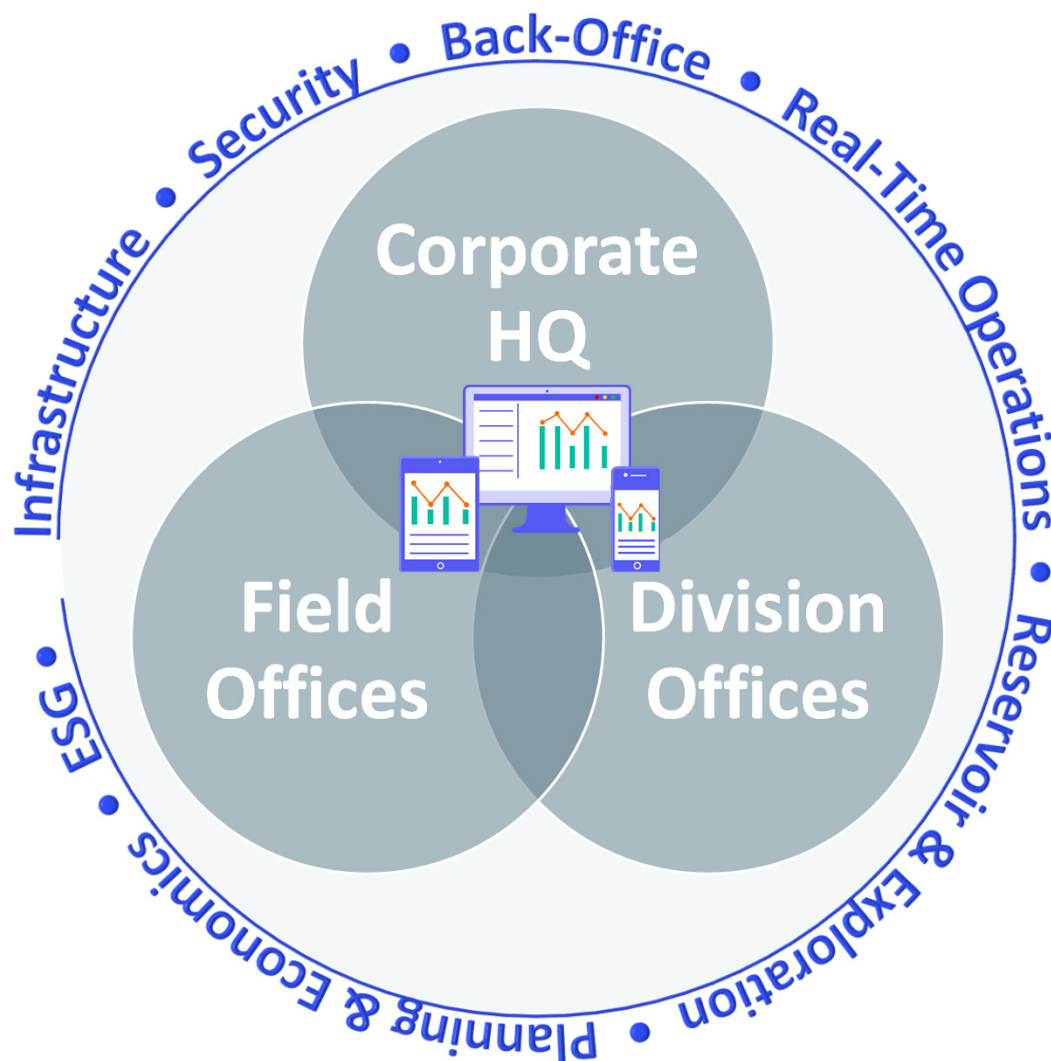 Infrastructure • Security • Back-Office • Real-Time Operations • Reservoir & Exploration • Planning & Economics • ESG •
Corporate
HQ
Field
Offices
Division
Offices